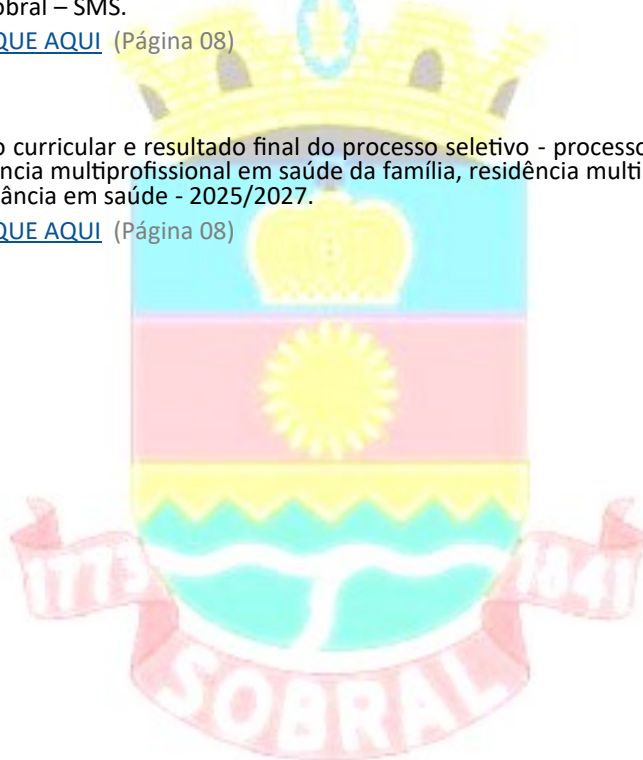 obral – SMS.
QUE AQUI (Página 08)
o curricular e resultado final do processo seletivo - processo
ncia multiprofissional em saúde da família, residência multi
ância em saúde - 2025/2027.
QUE AQUI (Página 08)
1773
1841
SOBRAL